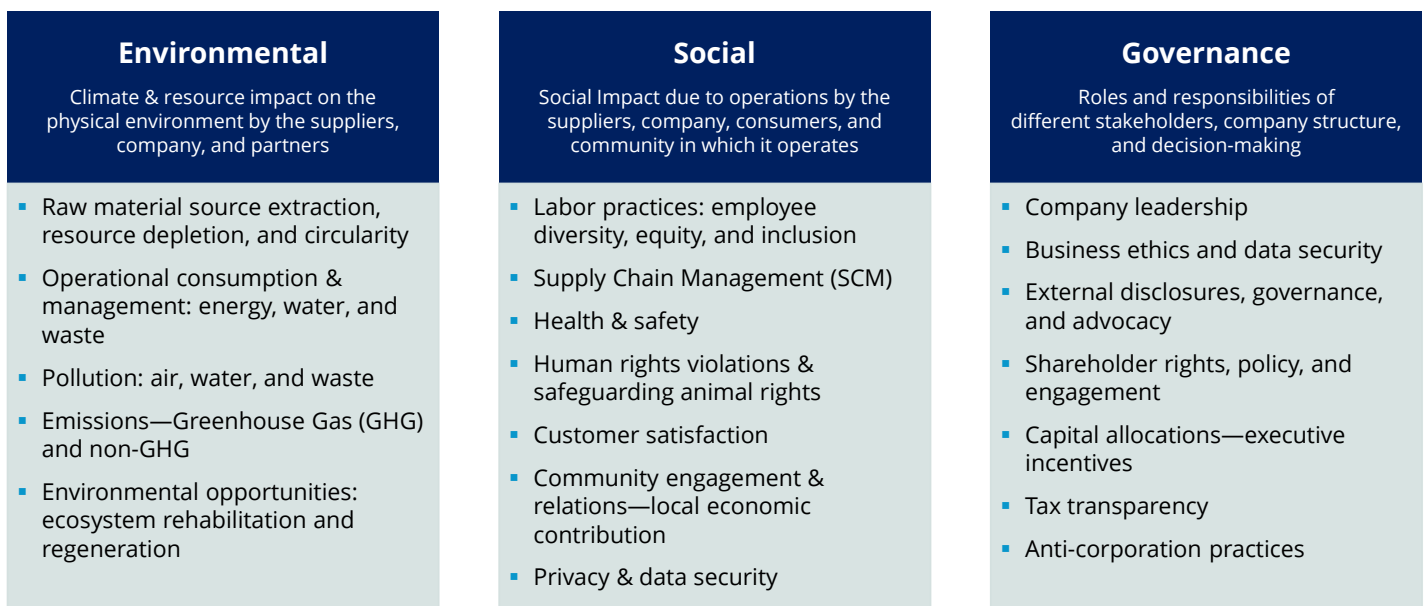 Environmental
Climate & resource impact on the
physical environment by the suppliers,
company, and partners
▪ Raw material source extraction,
resource depletion, and circularity
▪ Operational consumption &
management: energy, water, and
waste
▪ Pollution: air, water, and waste
▪ Emissions—Greenhouse Gas (GHG)
and non-GHG
▪ Environmental opportunities:
ecosystem rehabilitation and
regeneration
Social
Social Impact due to operations by the
suppliers, company, consumers, and
community in which it operates
▪ Labor practices: employee
diversity, equity, and inclusion
▪ Supply Chain Management (SCM)
▪ Health & safety
▪ Human rights violations &
safeguarding animal rights
▪ Customer satisfaction
▪ Community engagement &
relations—local economic
contribution
▪ Privacy & data security
Governance
Roles and responsibilities of
different stakeholders, company structure,
and decision-making
▪ Company leadership
▪ Business ethics and data security
▪ External disclosures, governance,
and advocacy
▪ Shareholder rights, policy, and
engagement
▪ Capital allocations—executive
incentives
▪ Tax transparency
▪ Anti-corporation practices